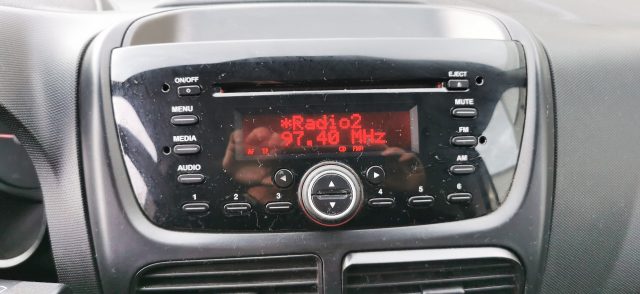 ON/OFF
EJECT
MENU
MUTE
*Radio2
97.40 MHz
MEDIA
FM
AF
CD
AUDIO
AM
1 2 3 4 5 6